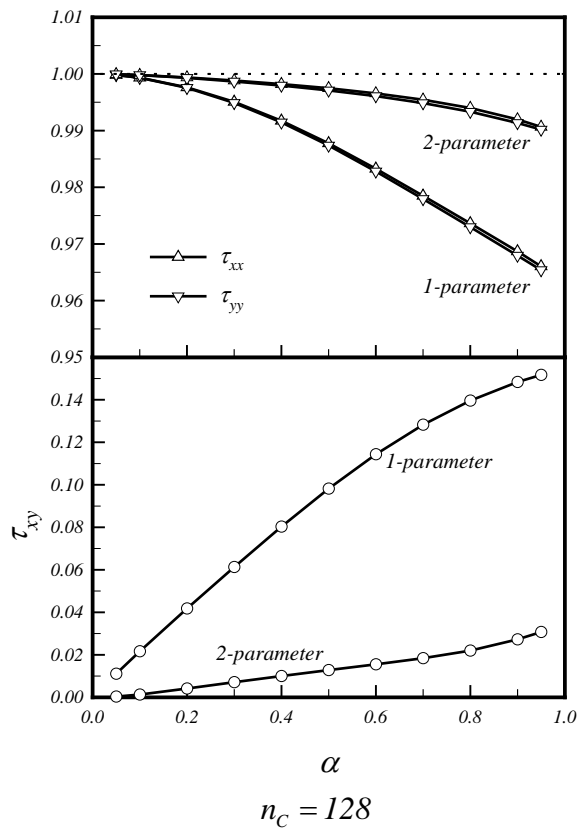 1.01
1.00
0.99
2-parameter
0.98
0.97
τxx
τyy
1-parameter
0.96
0.95
0.14
0.12
1-parameter
0.10
0.08
τxy
0.06
0.04
2-parameter
0.02
0.00
0.0 0.2 0.4 0.6 0.8 1.0
α
nC = 128